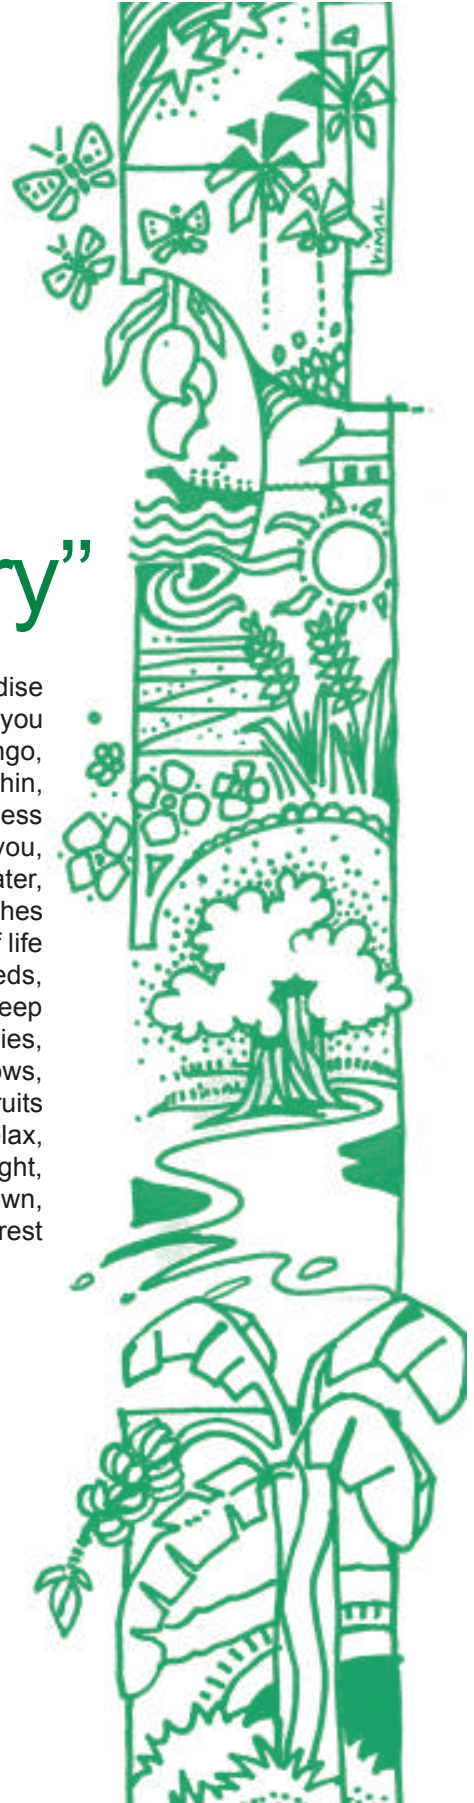 VIMAL
ry”
dise
you
ngo,
hin,
ess
you,
ater,
hes
f life
eds,
eep
ies,
ows,
ruits
elax,
ght,
wn,
rest